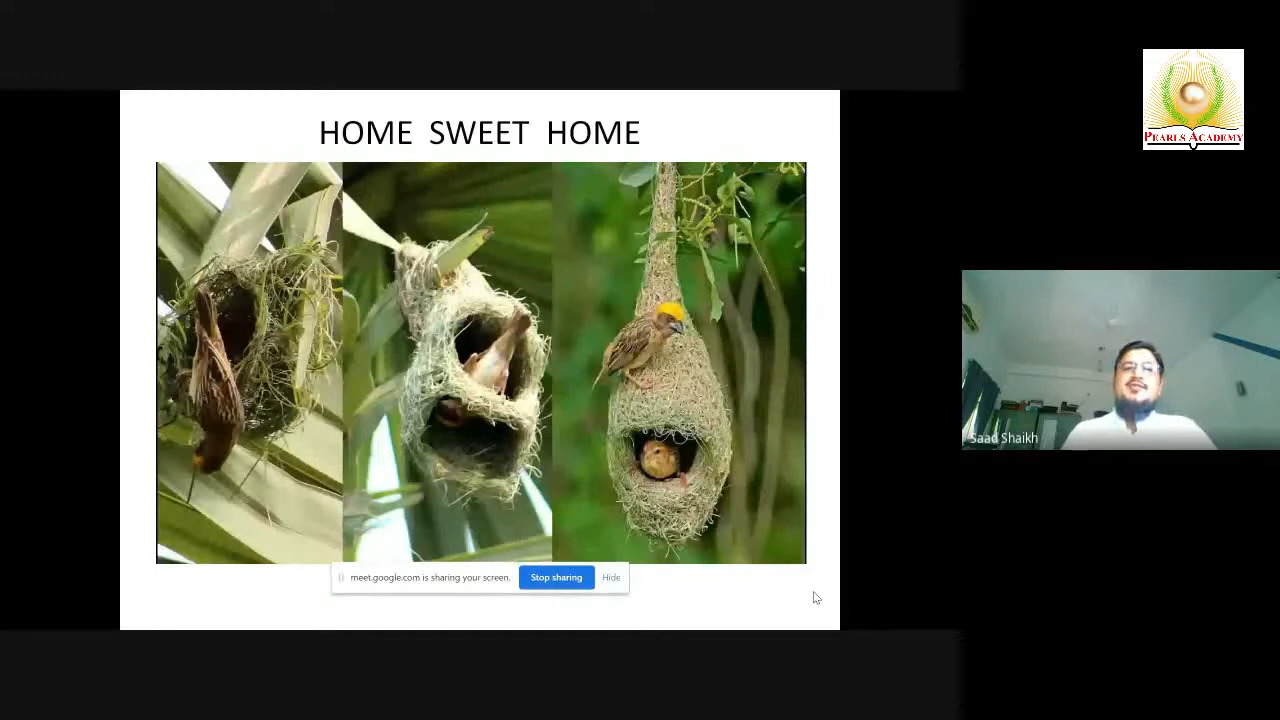 HOME SWEET HOME
PEARLS ACADEMY
Saad Shaikh
meet.google.com is sharing your screen.
Stop sharing
Hide